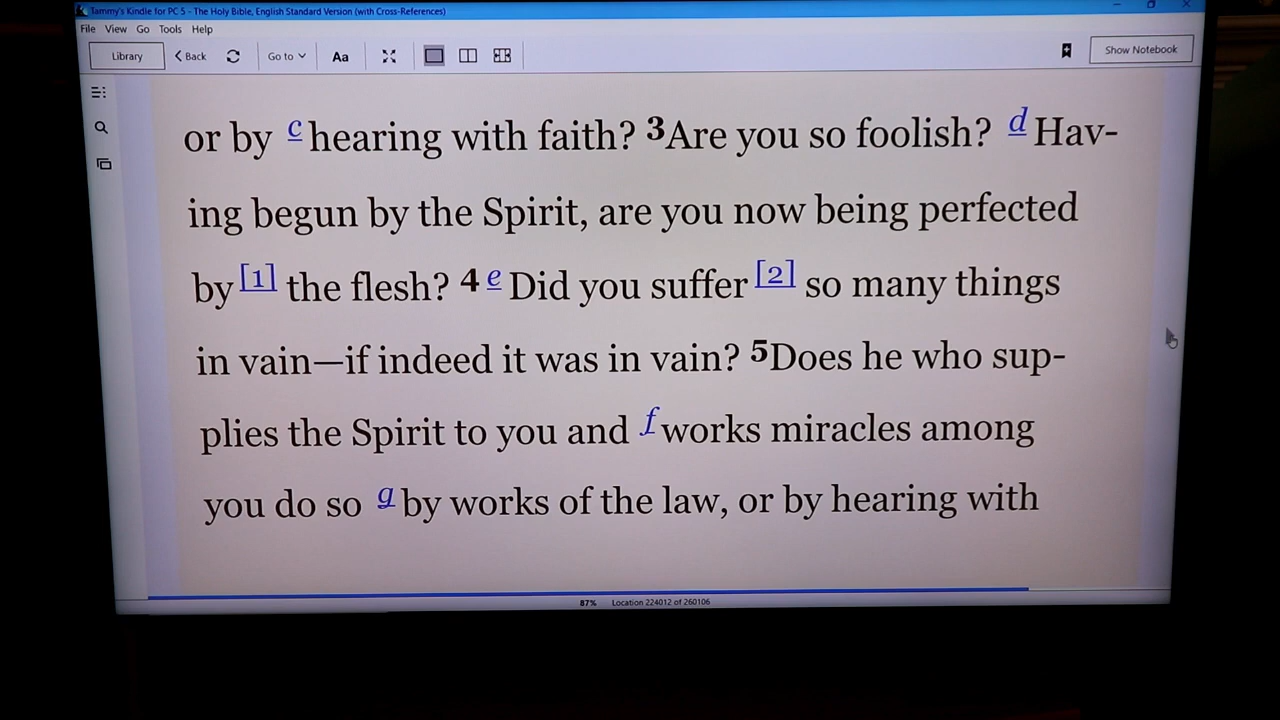 Tammy's Kindle for PC 5 - The Holy Bible, English Standard Version (with Cross-References)
File View Go Tools Help
Library Back Go to Aa Show Notebook
or by c hearing with faith? 3Are you so foolish? d Hav-
ing begun by the Spirit, are you now being perfected
by[1] the flesh? 4 e Did you suffer[2] so many things
in vain—if indeed it was in vain? 5Does he who sup-
plies the Spirit to you and f works miracles among
you do so g by works of the law, or by hearing with
87% Location 224012 of 260106